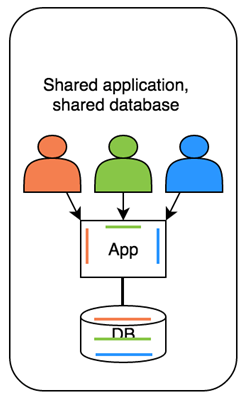 Shared application,
shared database
App
DB